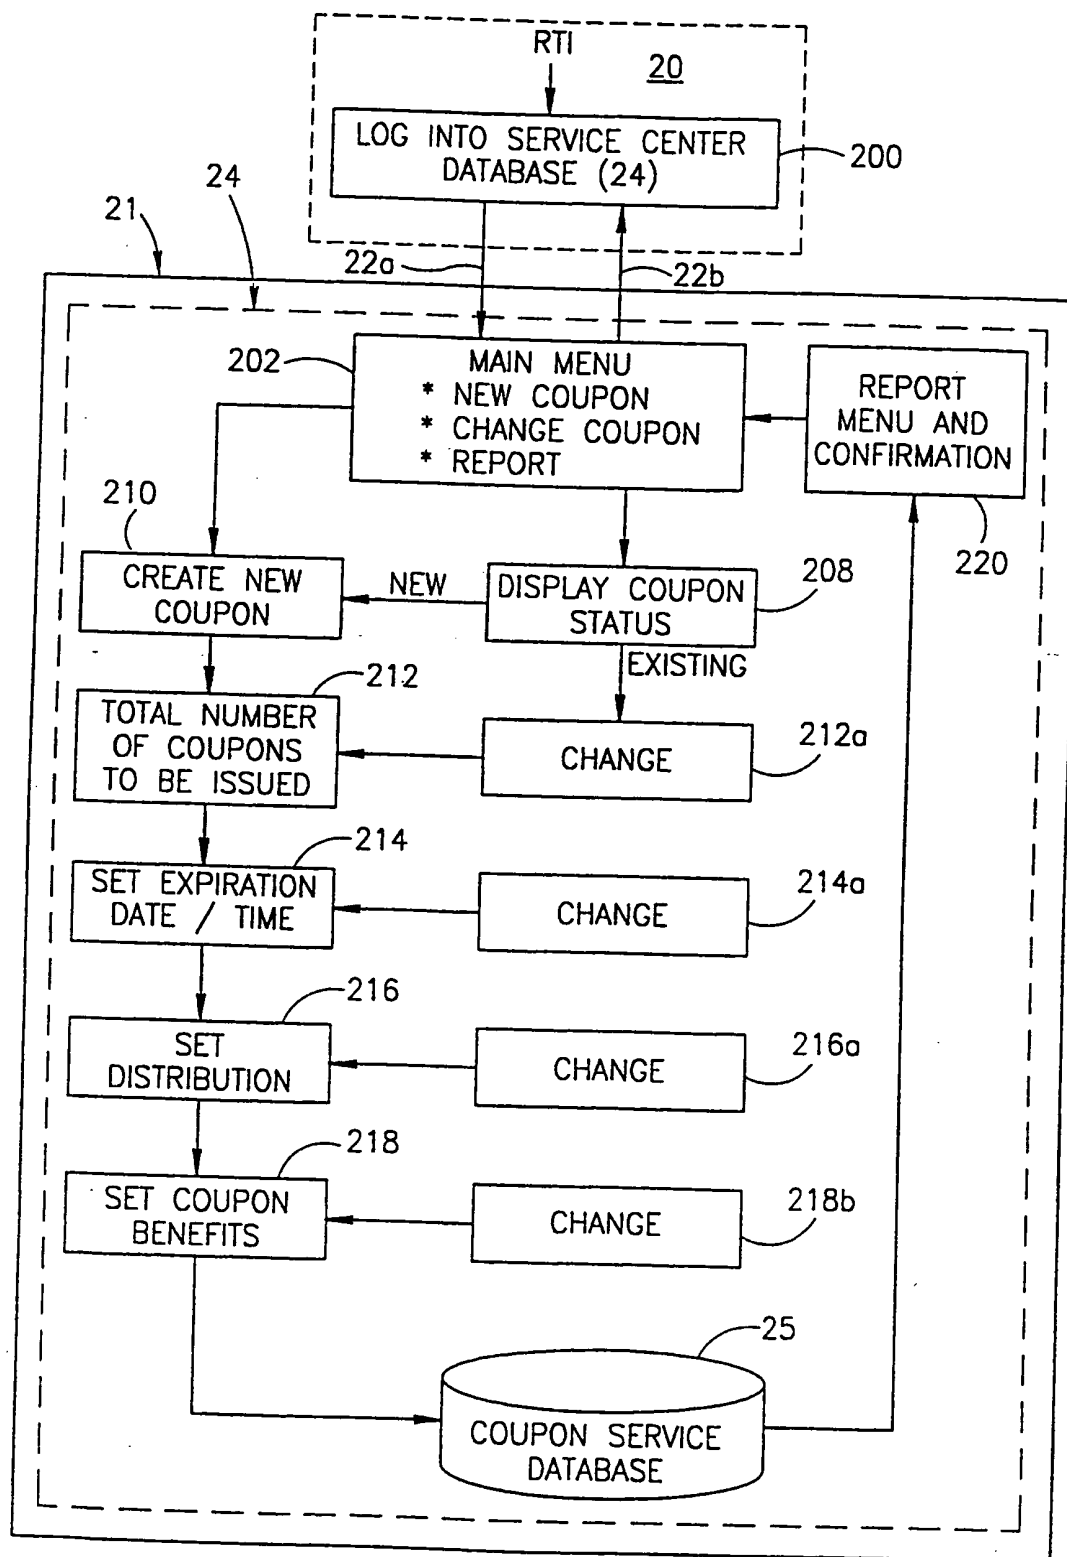 RTI
20
LOG INTO SERVICE CENTER
DATABASE (24)
200
24
21
22a
22b
202
MAIN MENU
* NEW COUPON
* CHANGE COUPON
* REPORT
REPORT
MENU AND
CONFIRMATION
220
210
CREATE NEW
COUPON
NEW
DISPLAY COUPON
STATUS
208
EXISTING
212
TOTAL NUMBER
OF COUPONS
TO BE ISSUED
CHANGE
212a
214
SET EXPIRATION
DATE / TIME
CHANGE
214a
216
SET
DISTRIBUTION
CHANGE
216a
218
SET COUPON
BENEFITS
CHANGE
218b
25
COUPON SERVICE
DATABASE